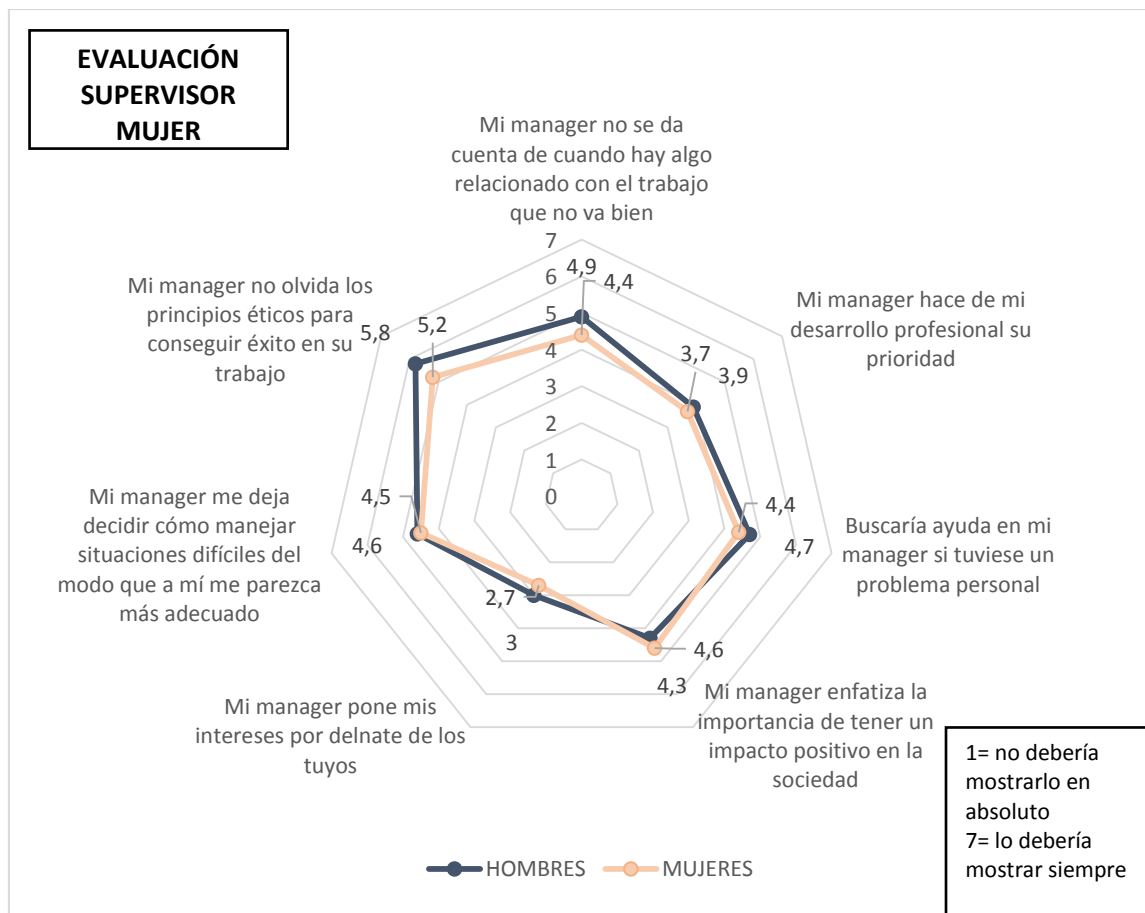 EVALUACIÓN
SUPERVISOR
MUJER
Mi manager no se da
cuenta de cuando hay algo
relacionado con el trabajo
que no va bien
Mi manager hace de mi
desarrollo profesional su
prioridad
Buscaría ayuda en mi
manager si tuviese un
problema personal
Mi manager enfatiza la
importancia de tener un
impacto positivo en la
sociedad
Mi manager pone mis
intereses por delnate de los
tuyos
Mi manager me deja
decidir cómo manejar
situaciones difíciles del
modo que a mí me parezca
más adecuado
Mi manager no olvida los
principios éticos para
conseguir éxito en su
trabajo
7
6
5
4
3
2
1
0
4,9
4,4
3,7
3,9
4,4
4,7
4,6
4,3
2,7
3
4,5
4,6
5,8
5,2
HOMBRES
MUJERES
1= no debería
mostrarlo en
absoluto
7= lo debería
mostrar siempre